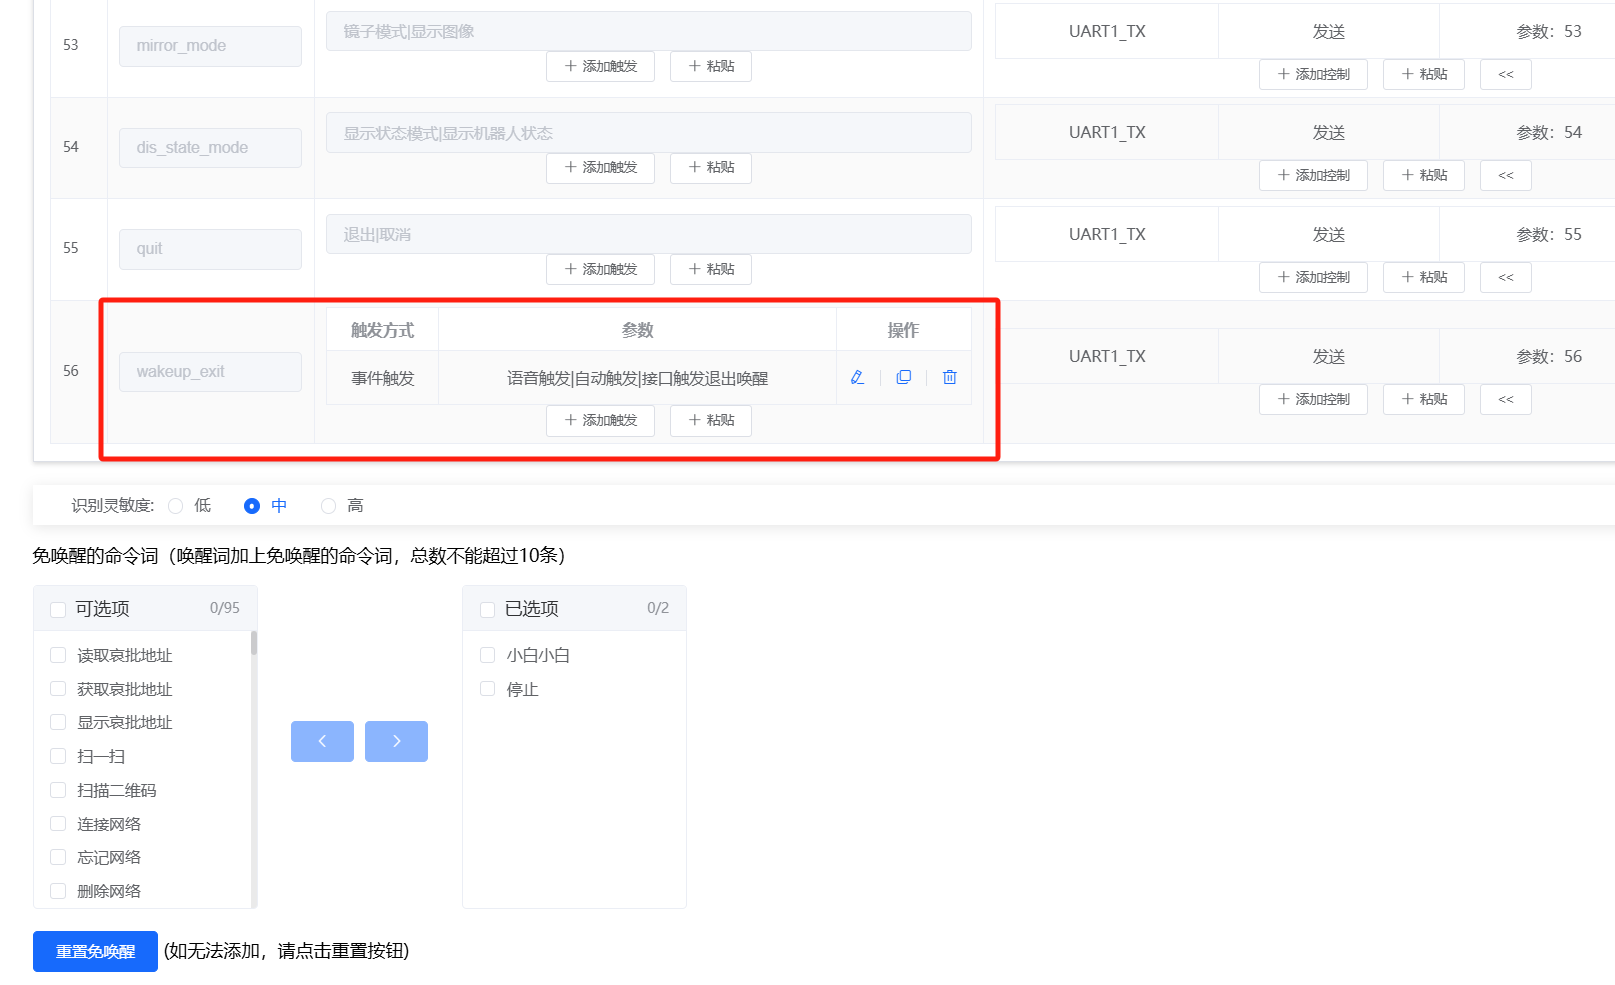 53
mirror_mode
镜子模式|显示图像
+ 添加触发
+ 粘贴
UART1_TX
发送
参数：53
+ 添加控制
+ 粘贴
<<
54
dis_state_mode
显示状态模式|显示机器人状态
+ 添加触发
+ 粘贴
UART1_TX
发送
参数：54
+ 添加控制
+ 粘贴
<<
55
quit
退出|取消
+ 添加触发
+ 粘贴
UART1_TX
发送
参数：55
+ 添加控制
+ 粘贴
<<
56
wakeup_exit
触发方式
参数
操作
事件触发
语音触发|自动触发|接口触发退出唤醒
+ 添加触发
+ 粘贴
UART1_TX
发送
参数：56
+ 添加控制
+ 粘贴
<<
识别灵敏度:
低
中
高
免唤醒的命令词（唤醒词加上免唤醒的命令词，总数不能超过10条）
可选项 0/95
读取哀批地址
获取哀批地址
显示哀批地址
扫一扫
扫描二维码
连接网络
忘记网络
删除网络
已选项 0/2
小白小白
停止
重置免唤醒 (如无法添加，请点击重置按钮)